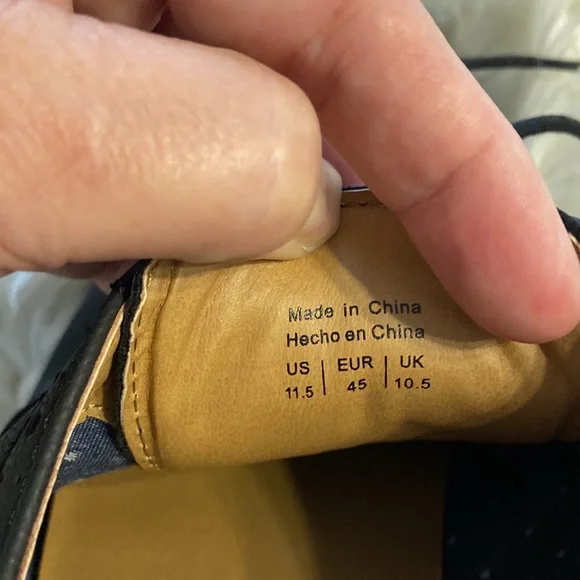 Made in China
Hecho en China
US | EUR | UK
11.5 | 45 | 10.5